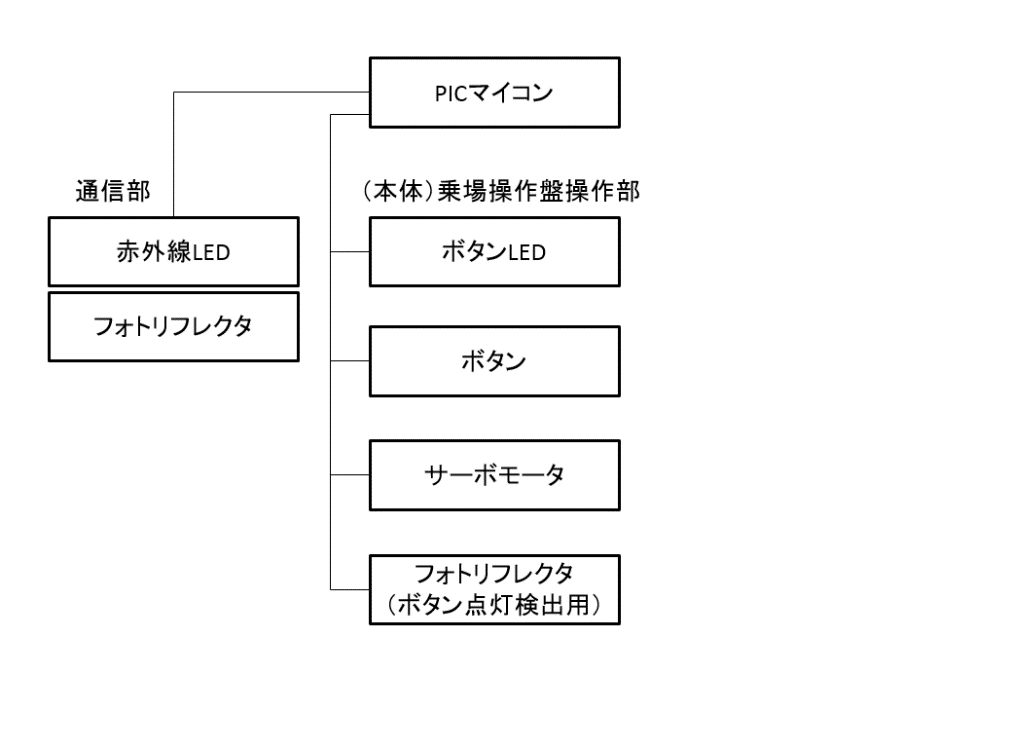 PICマイコン
通信部
（本体）乗場操作盤操作部
赤外線LED
ボタンLED
フォトリフレクタ
ボタン
サーボモータ
フォトリフレクタ
（ボタン点灯検出用）